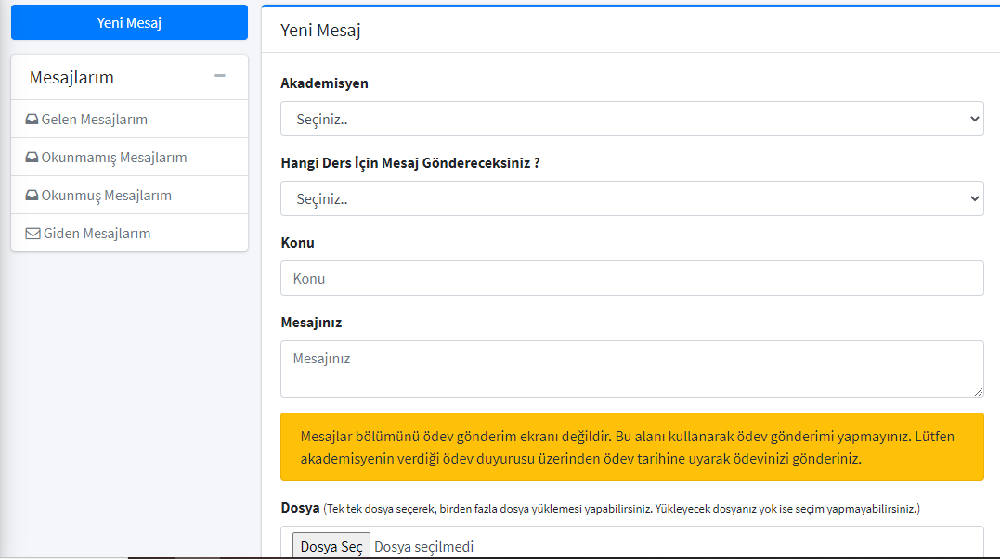 Yeni Mesaj
Mesajlarım
Gelen Mesajlarım
Okunmamış Mesajlarım
Okunmuş Mesajlarım
Giden Mesajlarım
Yeni Mesaj
Akademisyen
Seçiniz..
Hangi Ders İçin Mesaj Göndereceksiniz ?
Seçiniz..
Konu
Konu
Mesajınız
Mesajınız
Mesajlar bölümünü ödev gönderim ekranı değildir. Bu alanı kullanarak ödev gönderimi yapmayınız. Lütfen
akademisyenin verdiği ödev duyurusu üzerinden ödev tarihine uyarak ödevinizi gönderiniz.
Dosya (Tek tek dosya seçerek, birden fazla dosya yüklemesi yapabilirsiniz. Yükleyecek dosyanız yok ise seçim yapmayabilirsiniz.)
Dosya Seç Dosya seçilmedi